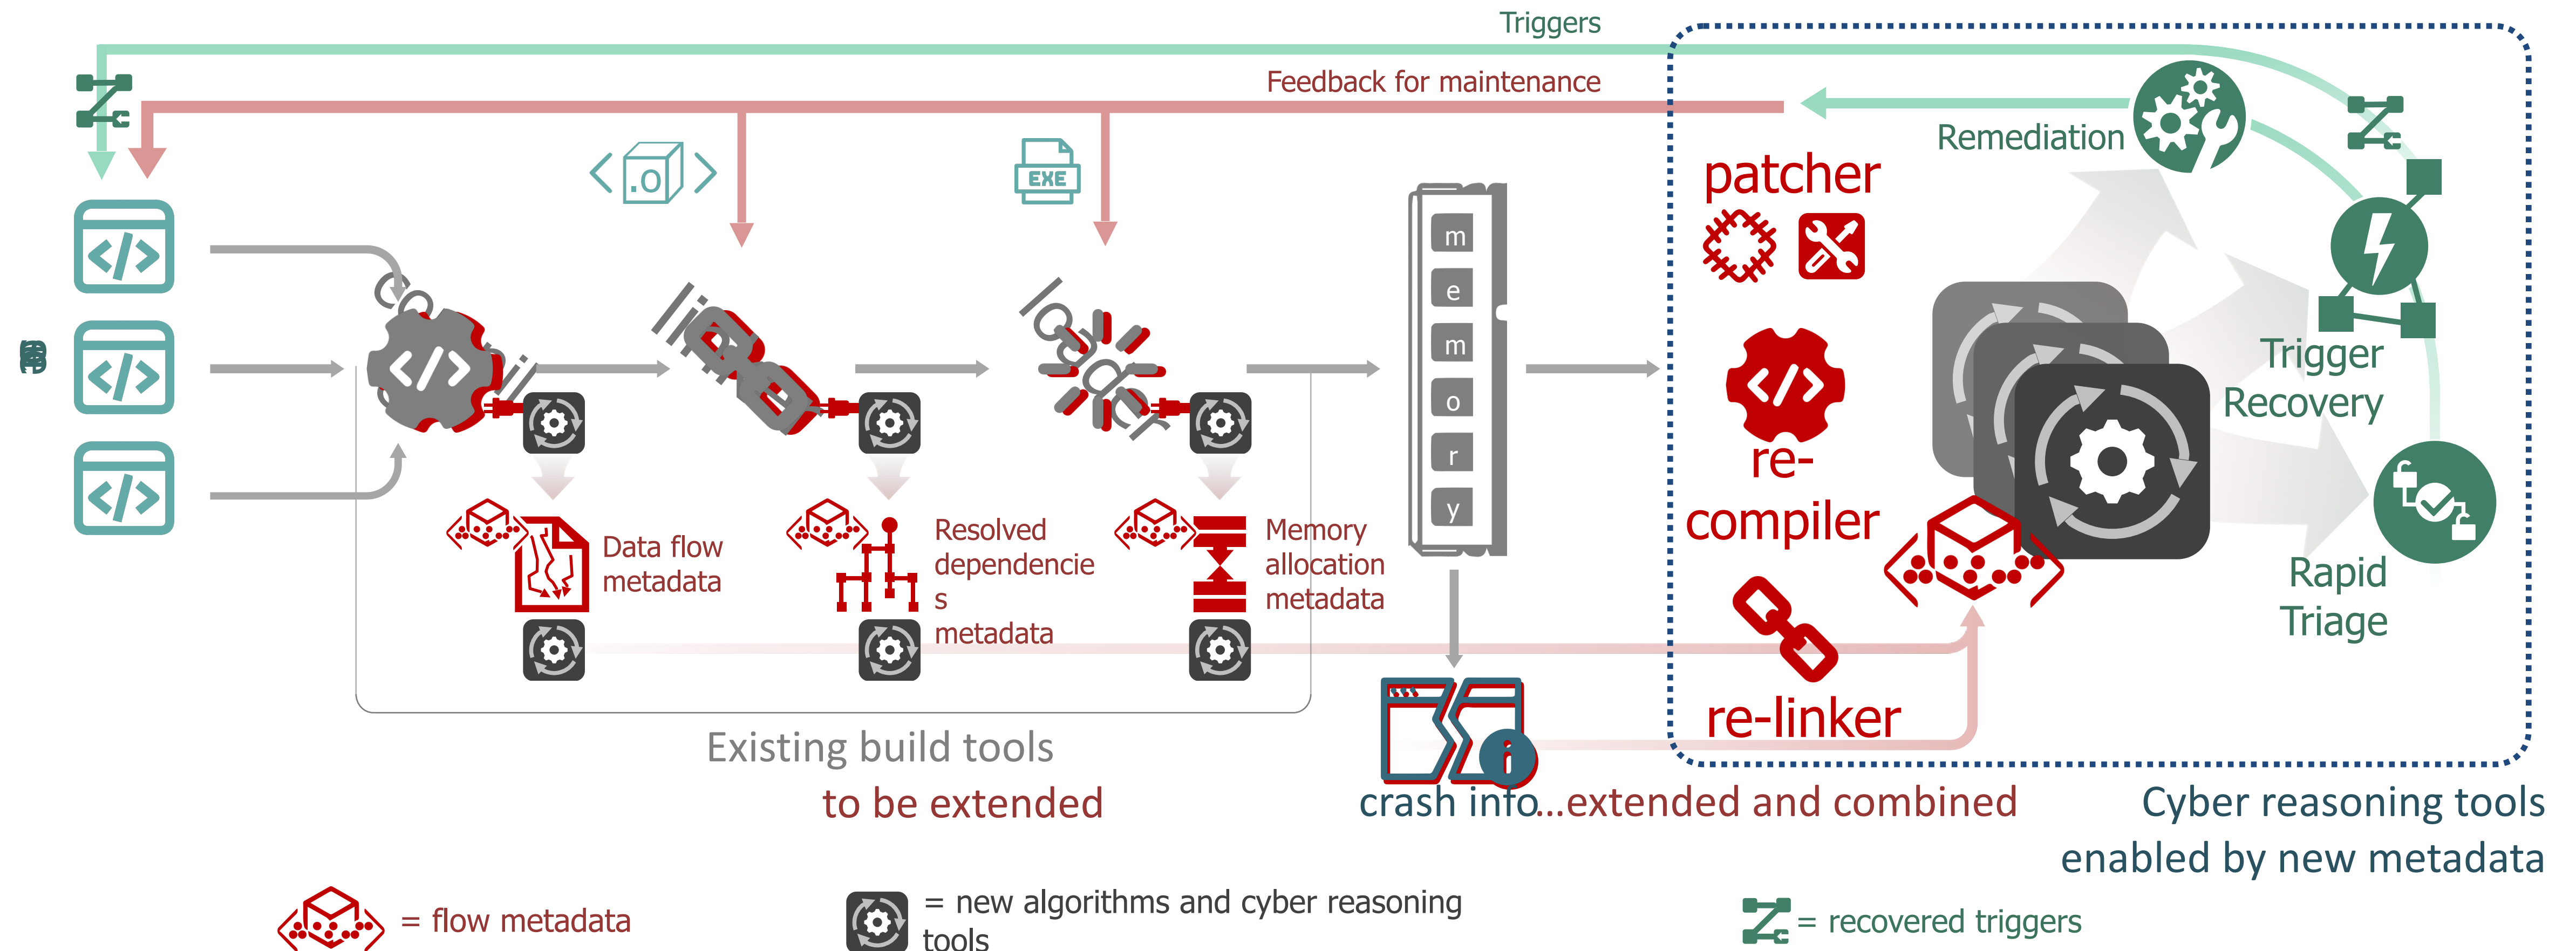 Triggers
Feedback for maintenance
Remediation
patcher
</>
</>
</>
.o
EXE
</>
linker
loader
m
e
m
o
r
y
</>
re-
compiler
re-linker
Trigger
Recovery
Rapid
Triage
Data flow
metadata
Resolved
dependencie
s
metadata
Memory
allocation
metadata
Existing build tools
to be extended
crash info
...extended and combined
Cyber reasoning tools
enabled by new metadata
= flow metadata
= new algorithms and cyber reasoning
tools
= recovered triggers